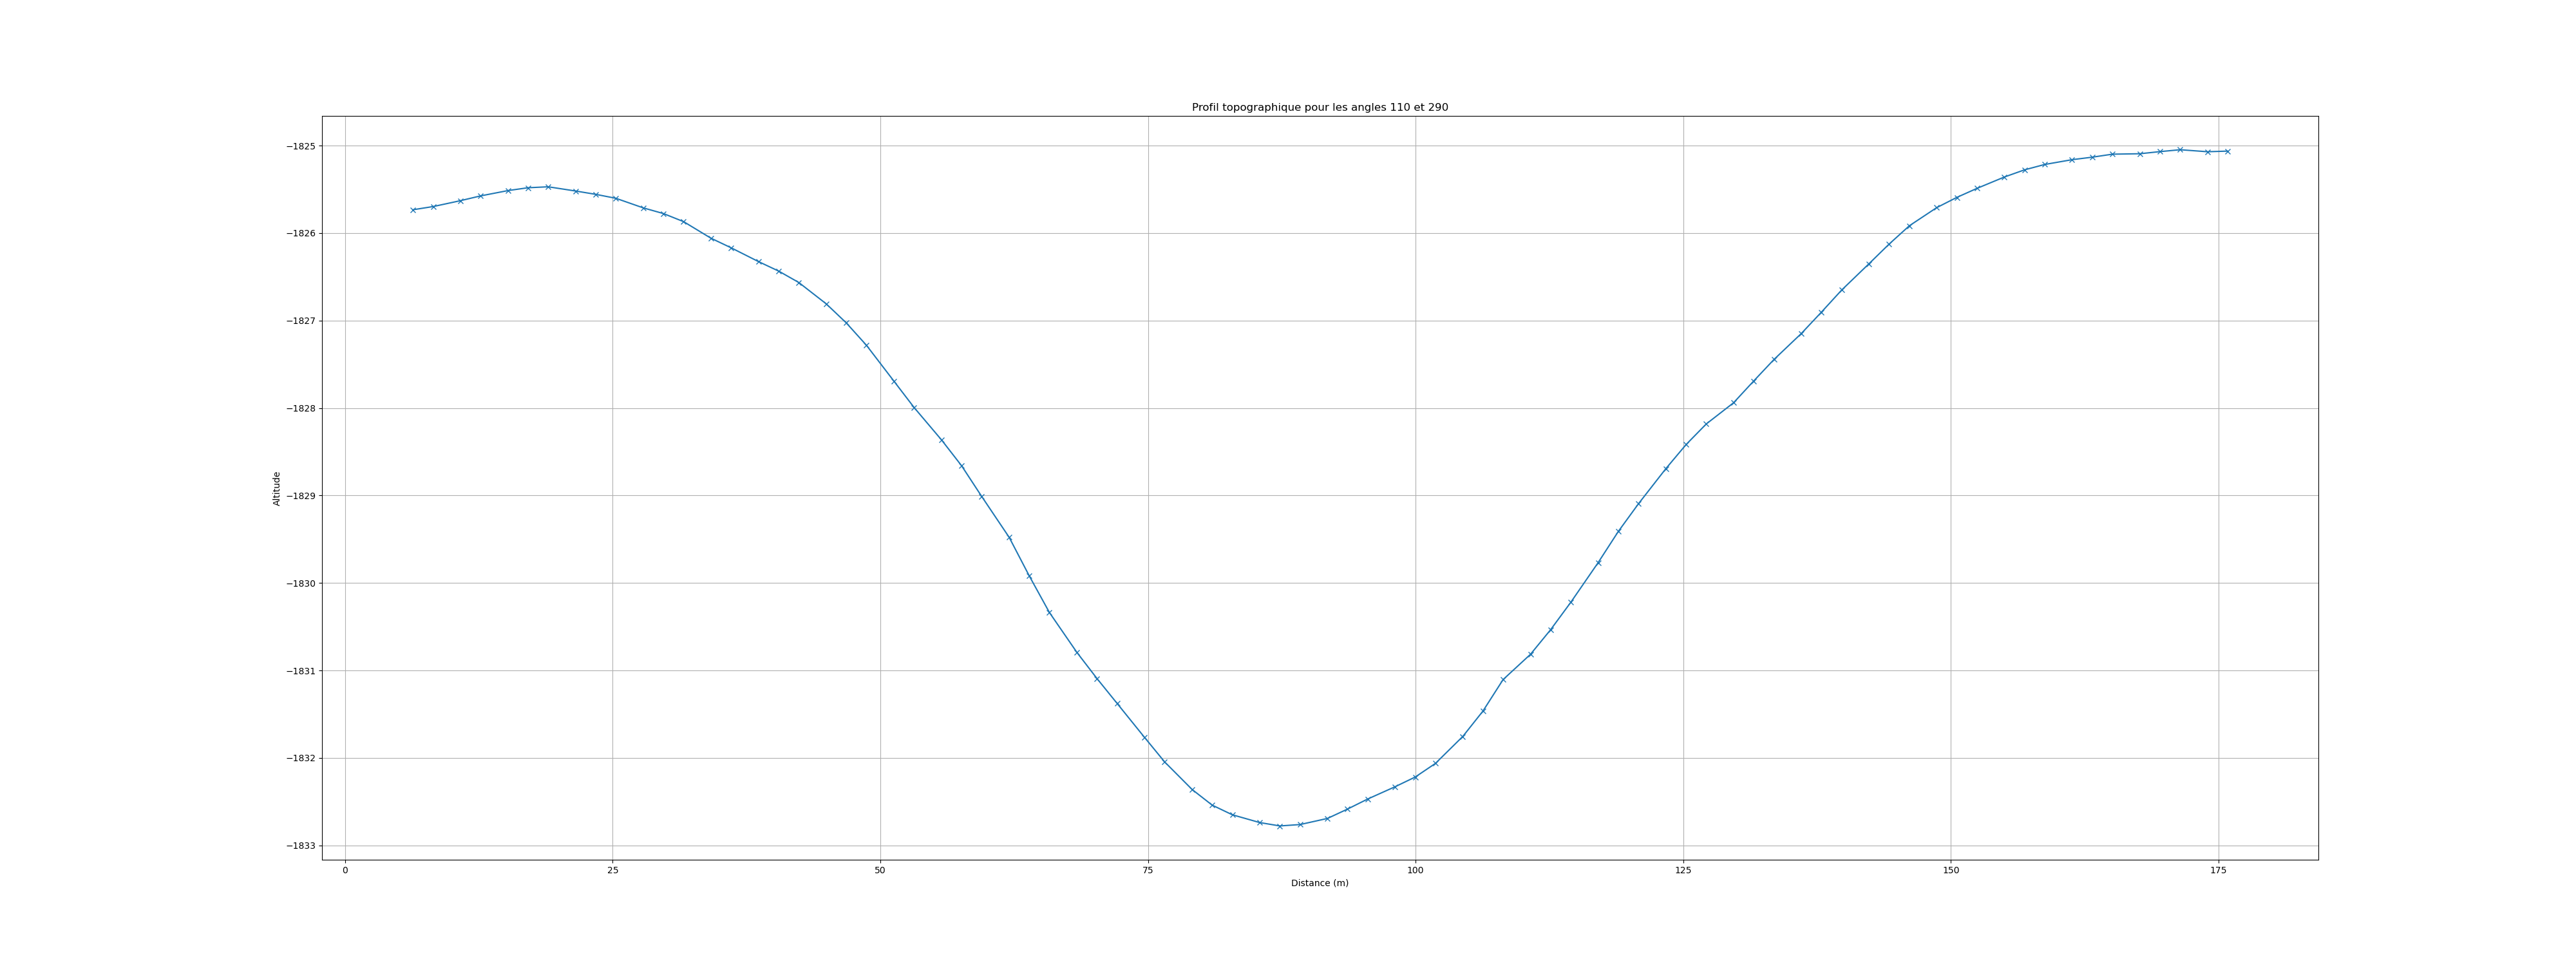 Profil topographique pour les angles 110 et 290
−1825
−1826
−1827
−1828
−1829
−1830
−1831
−1832
−1833
Altitude
0 25 50 75 100 125 150 175
Distance (m)